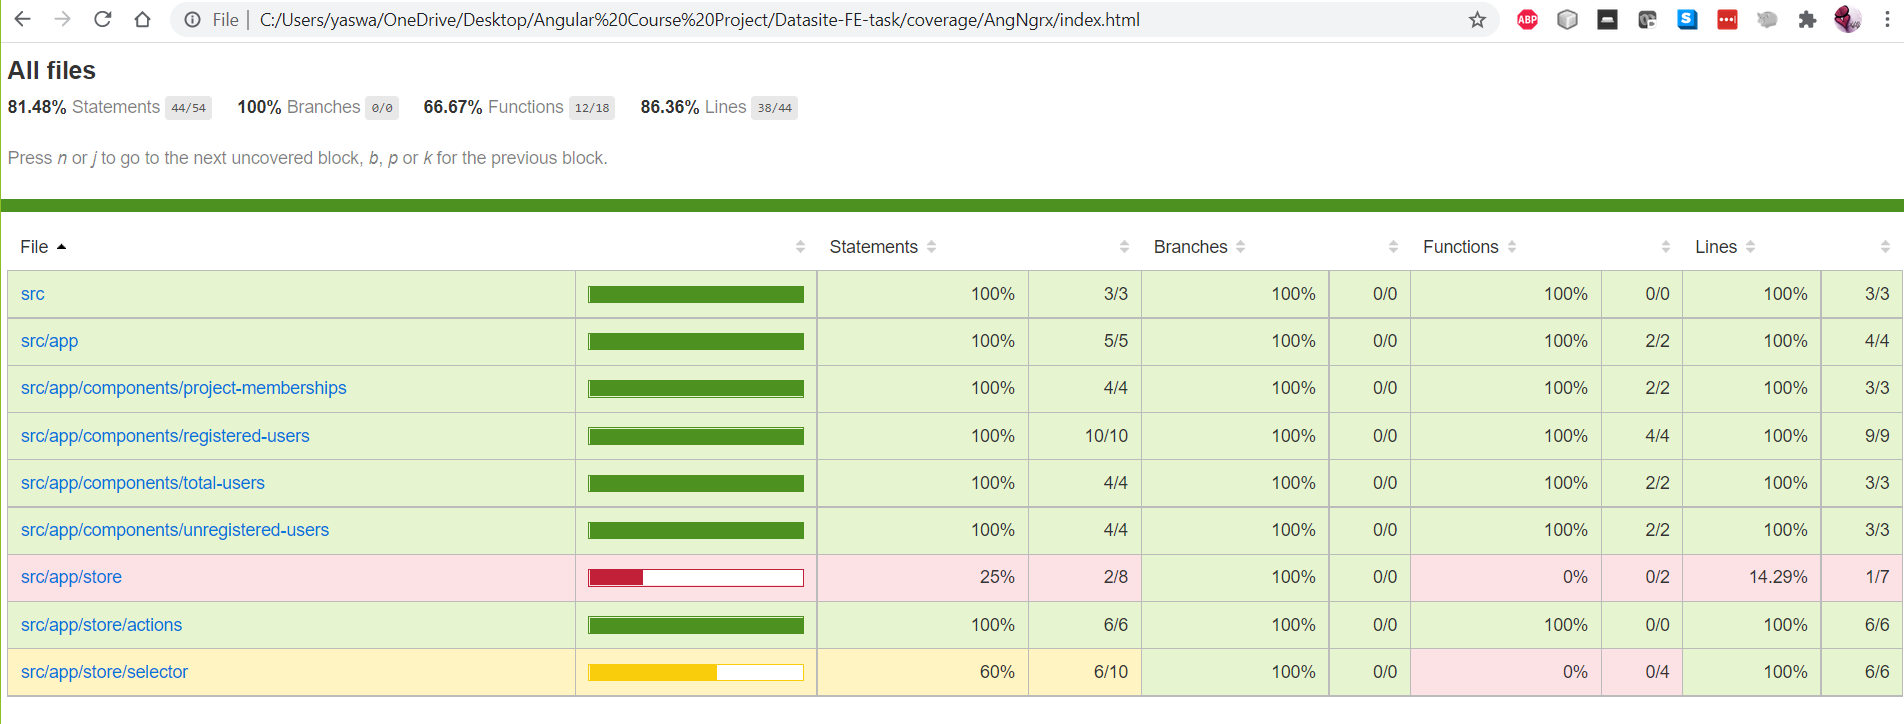 File | C:/Users/yaswa/OneDrive/Desktop/Angular%20Course%20Project/Datasite-FE-task/coverage/AngNgrx/index.html ABP S
All files
81.48% Statements 44/54 100% Branches 0/0 66.67% Functions 12/18 86.36% Lines 38/44
Press n or j to go to the next uncovered block, b, p or k for the previous block.
File Statements Branches Functions Lines
src 100% 3/3 100% 0/0 100% 0/0 100% 3/3
src/app 100% 5/5 100% 0/0 100% 2/2 100% 4/4
src/app/components/project-memberships 100% 4/4 100% 0/0 100% 2/2 100% 3/3
src/app/components/registered-users 100% 10/10 100% 0/0 100% 4/4 100% 9/9
src/app/components/total-users 100% 4/4 100% 0/0 100% 2/2 100% 3/3
src/app/components/unregistered-users 100% 4/4 100% 0/0 100% 2/2 100% 3/3
src/app/store 25% 2/8 100% 0/0 0% 0/2 14.29% 1/7
src/app/store/actions 100% 6/6 100% 0/0 100% 0/0 100% 6/6
src/app/store/selector 60% 6/10 100% 0/0 0% 0/4 100% 6/6